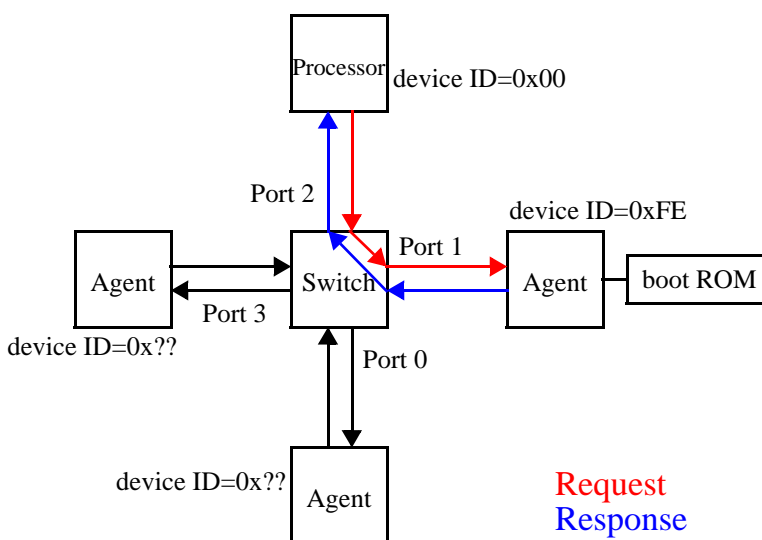 Processor
device ID=0x00
Port 2
device ID=0xFE
Port 1
Agent
Switch
Agent
boot ROM
Port 3
device ID=0x??
Port 0
device ID=0x??
Agent
Request
Response